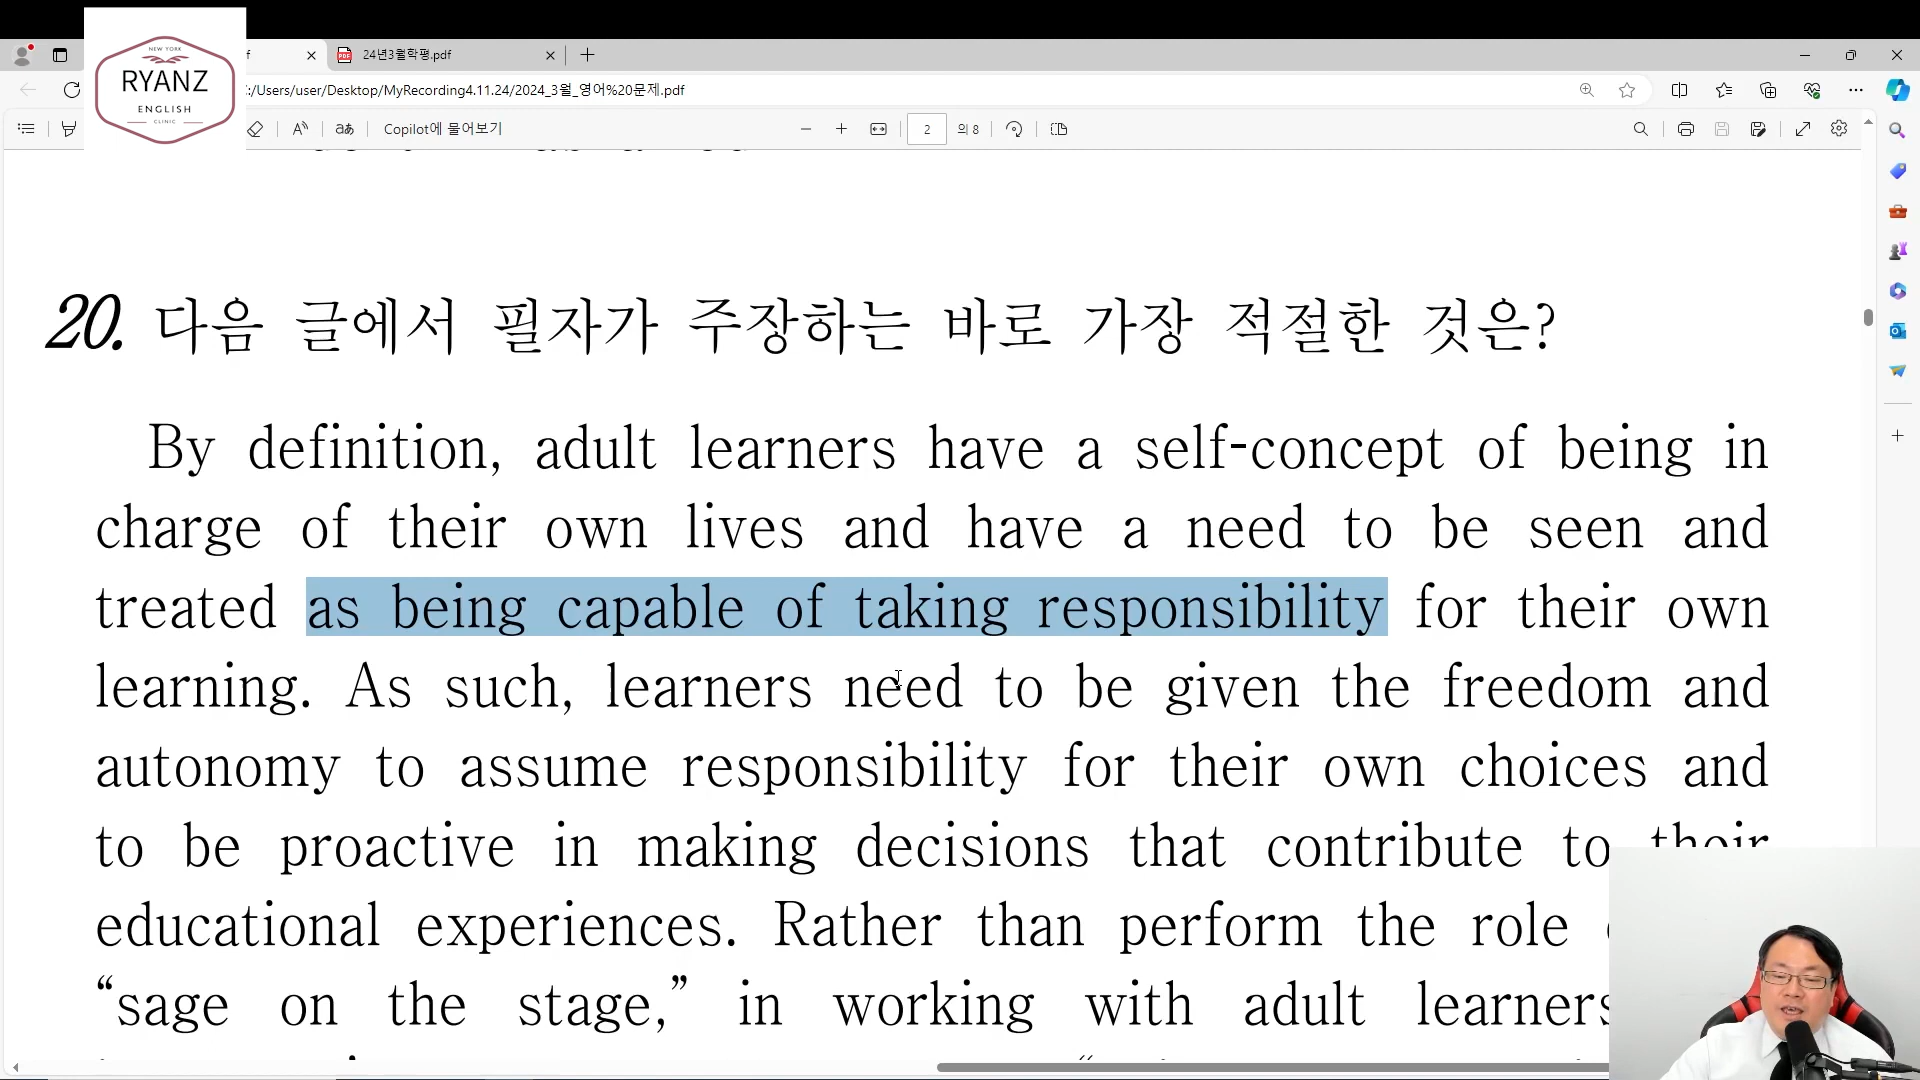 NEW YORK
RYANZ
ENGLISH
CLINIC
f
24년3월학평.pdf
:/Users/user/Desktop/MyRecording4.11.24/2024_3월_영어%20문제.pdf
aあ
Copilot에 물어보기
2
의 8
20. 다음 글에서 필자가 주장하는 바로 가장 적절한 것은?
By definition, adult learners have a self-concept of being in
charge of their own lives and have a need to be seen and
treated as being capable of taking responsibility for their own
learning. As such, learners need to be given the freedom and
autonomy to assume responsibility for their own choices and
to be proactive in making decisions that contribute to their
educational experiences. Rather than perform the role
“sage on the stage,” in working with adult learners